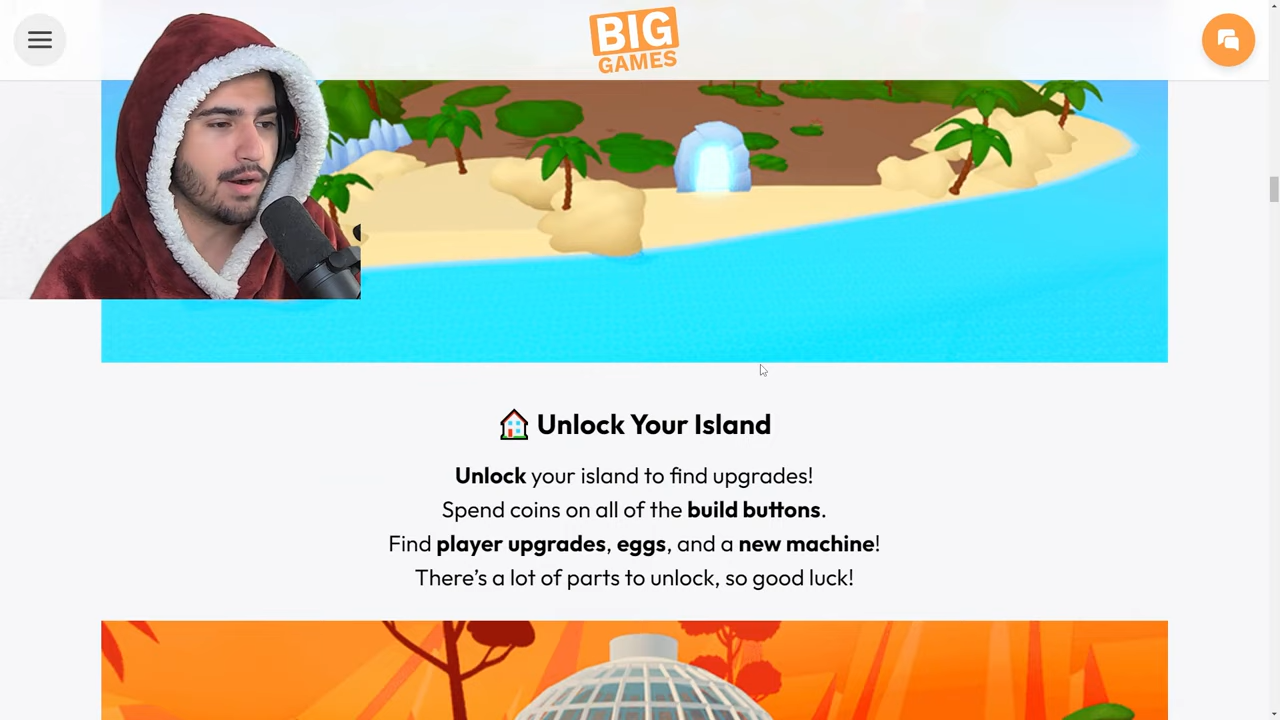 BIG
GAMES
Unlock Your Island
Unlock your island to find upgrades!
Spend coins on all of the build buttons.
Find player upgrades, eggs, and a new machine!
There's a lot of parts to unlock, so good luck!